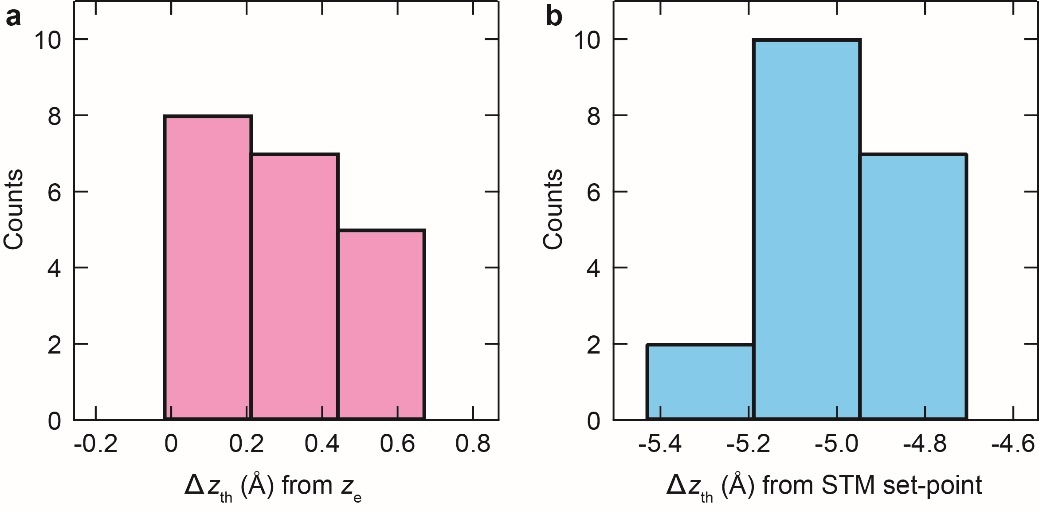 a
10
8
6
4
2
0
Counts
-0.2 0 0.2 0.4 0.6 0.8
Δzth (Å) from ze
b
10
8
6
4
2
0
Counts
-5.4 -5.2 -5.0 -4.8 -4.6
Δzth (Å) from STM set-point